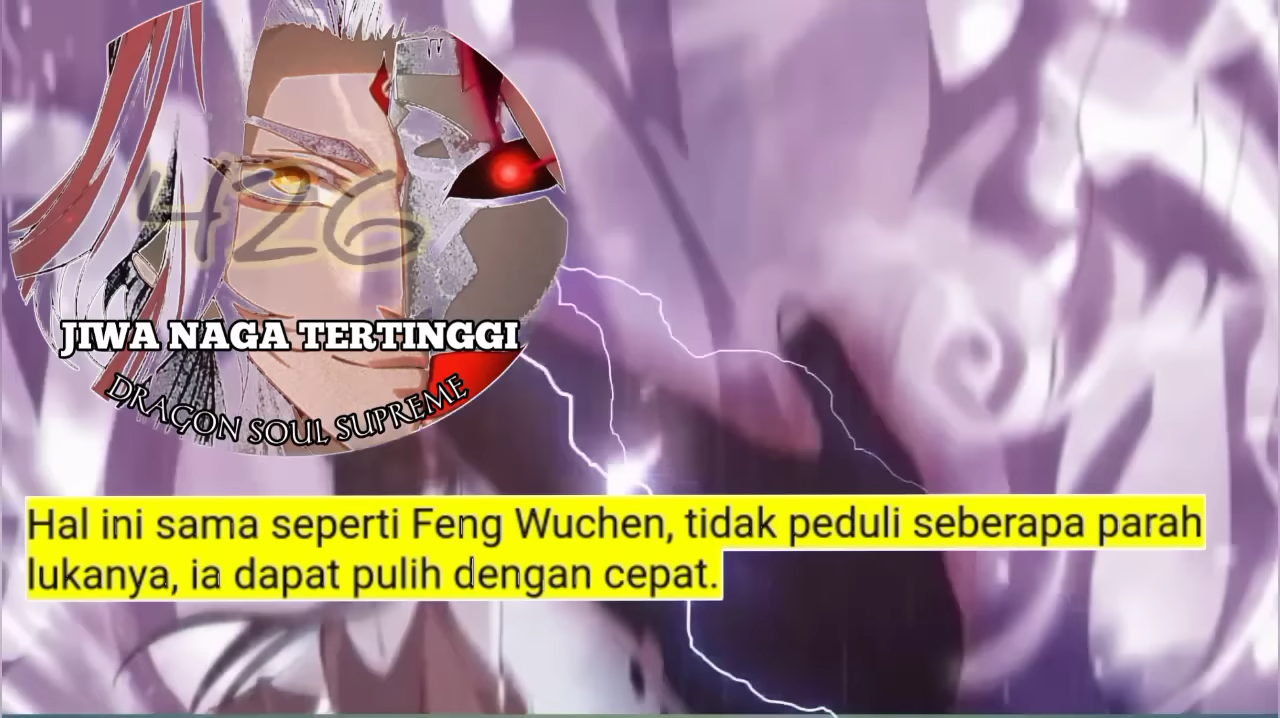 426
JIWA NAGA TERTINGGI
DRAGON SOUL SUPREME
Hal ini sama seperti Feng Wuchen, tidak peduli seberapa parah
lukanya, ia dapat pulih dengan cepat.